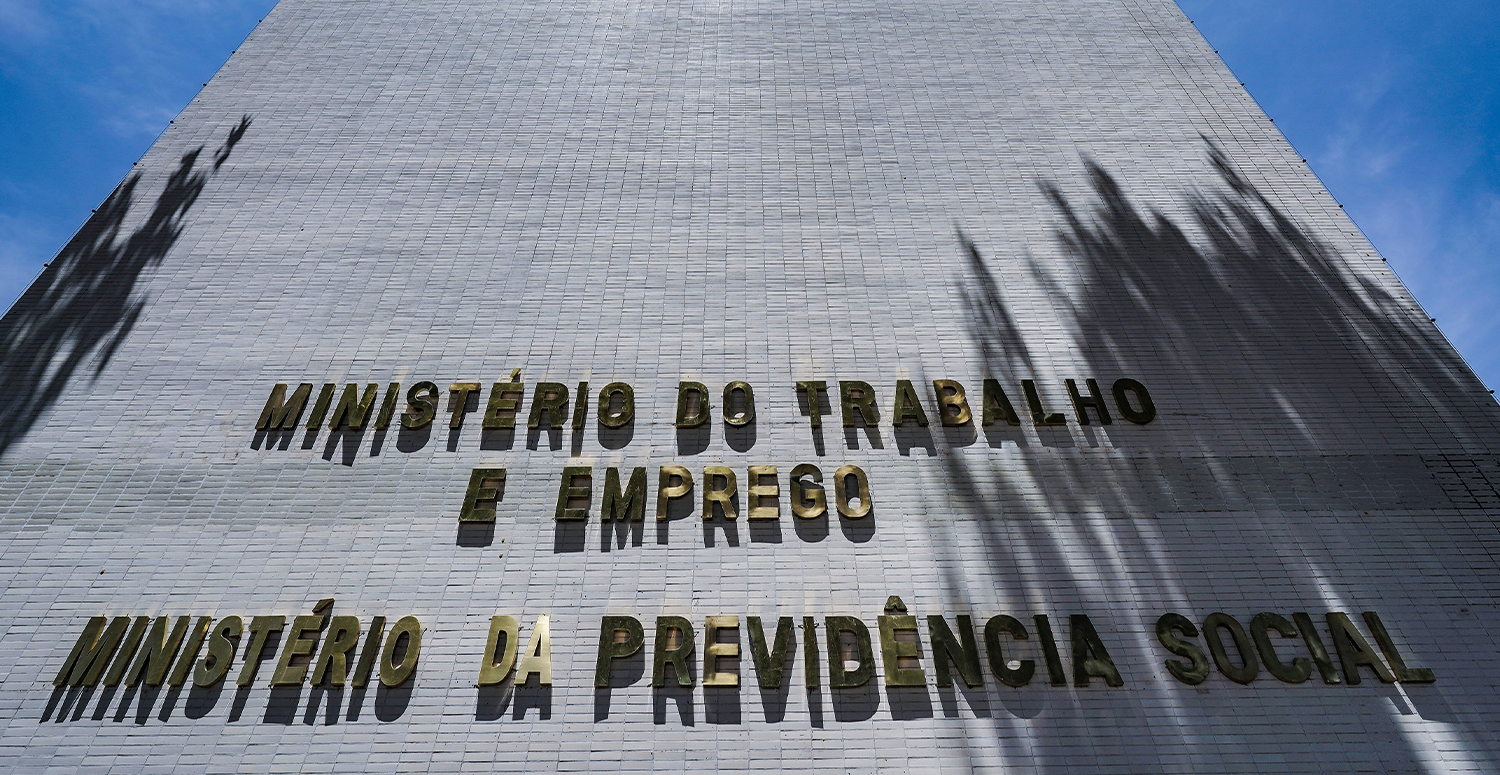 MINISTÉRIO DO TRABALHO
E EMPREGO
MINISTÉRIO DA PREVIDÊNCIA SOCIAL